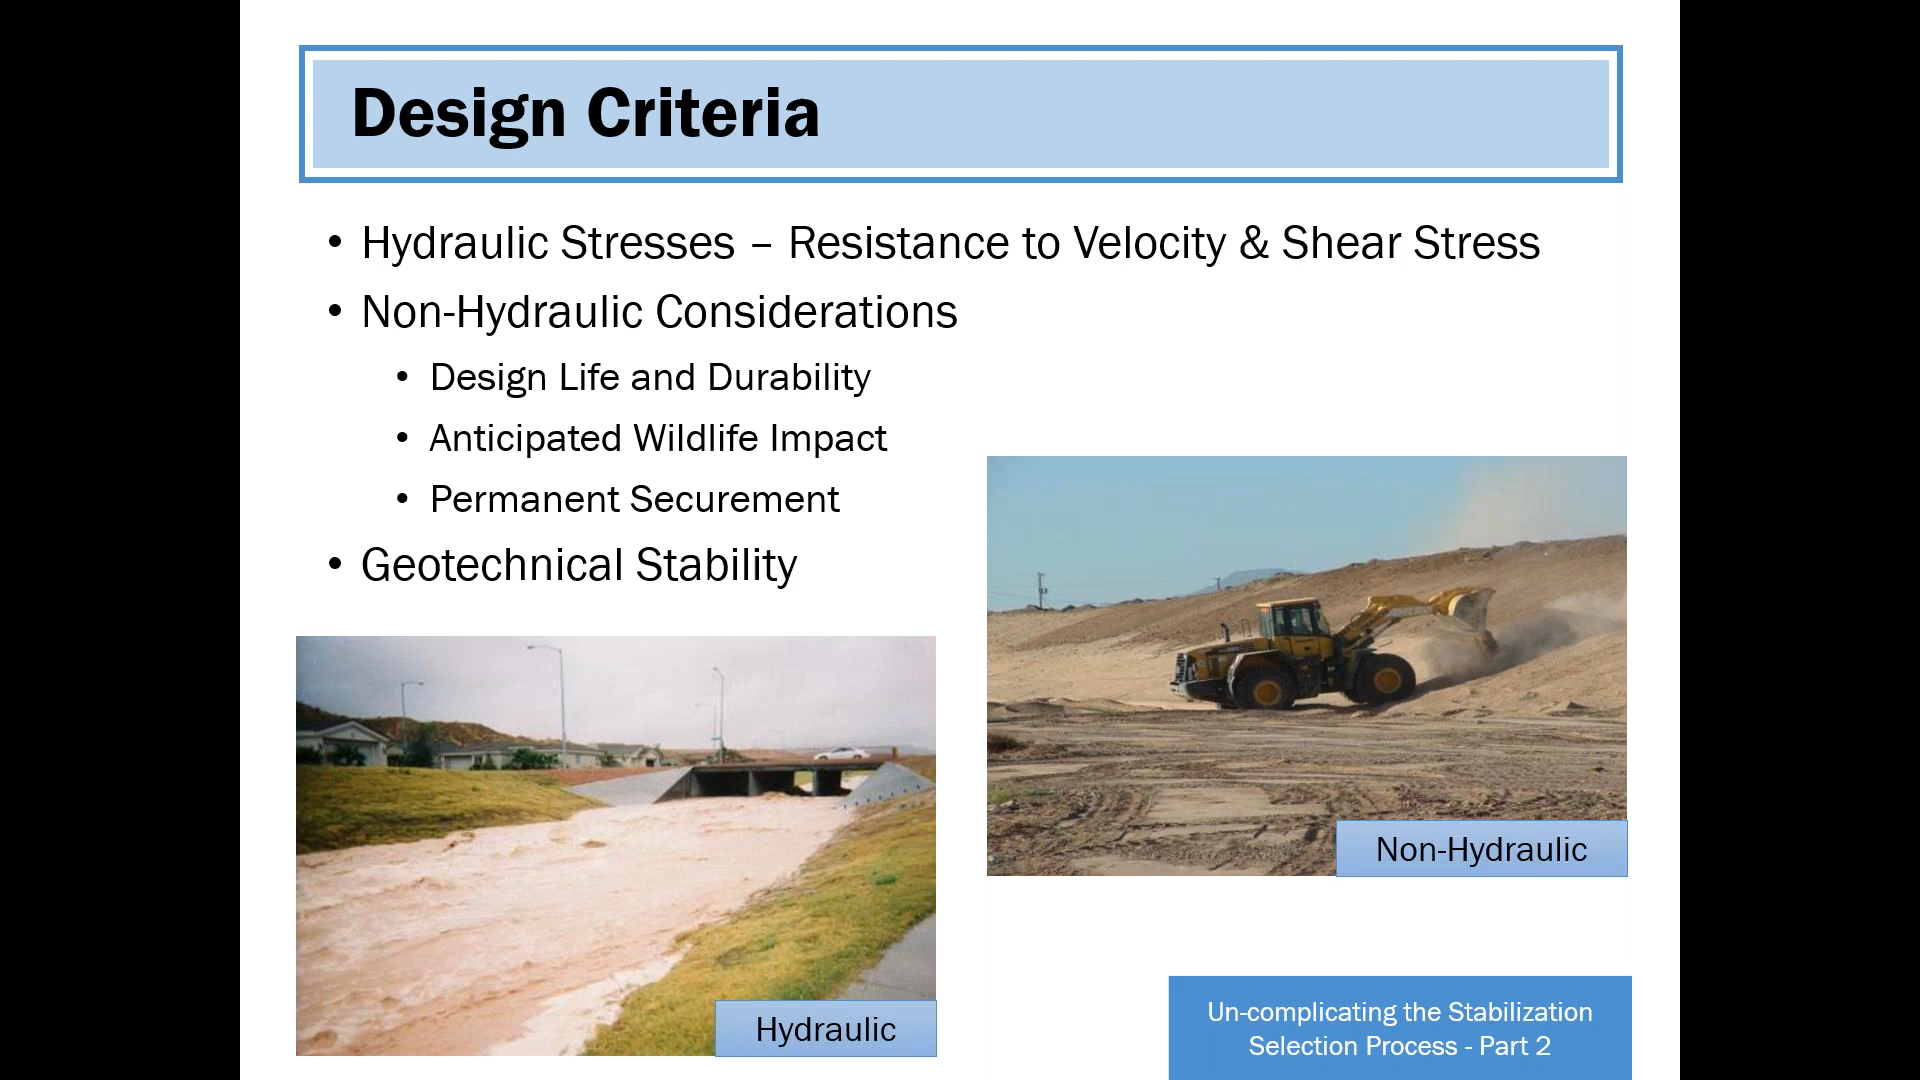 Design Criteria
• Hydraulic Stresses – Resistance to Velocity & Shear Stress
• Non-Hydraulic Considerations
• Design Life and Durability
• Anticipated Wildlife Impact
• Permanent Securement
• Geotechnical Stability
Non-Hydraulic
Hydraulic
Un-complicating the Stabilization
Selection Process - Part 2